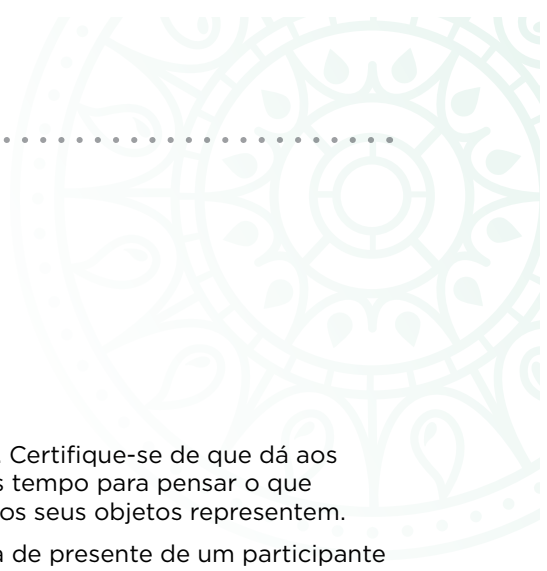 Certifique-se de que dá aos
tempo para pensar o que
os seus objetos representem.
de presente de um participante